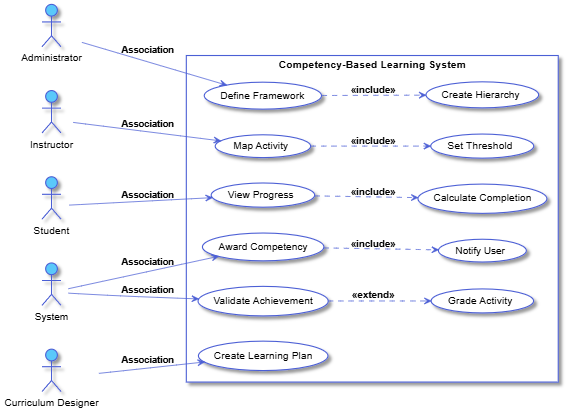 Competency-Based Learning System
Administrator
Association
Define Framework
«include»
Create Hierarchy
Instructor
Association
Map Activity
«include»
Set Threshold
Student
Association
View Progress
«include»
Calculate Completion
System
Association
Award Competency
«include»
Notify User
Association
Validate Achievement
«extend»
Grade Activity
Curriculum Designer
Association
Create Learning Plan